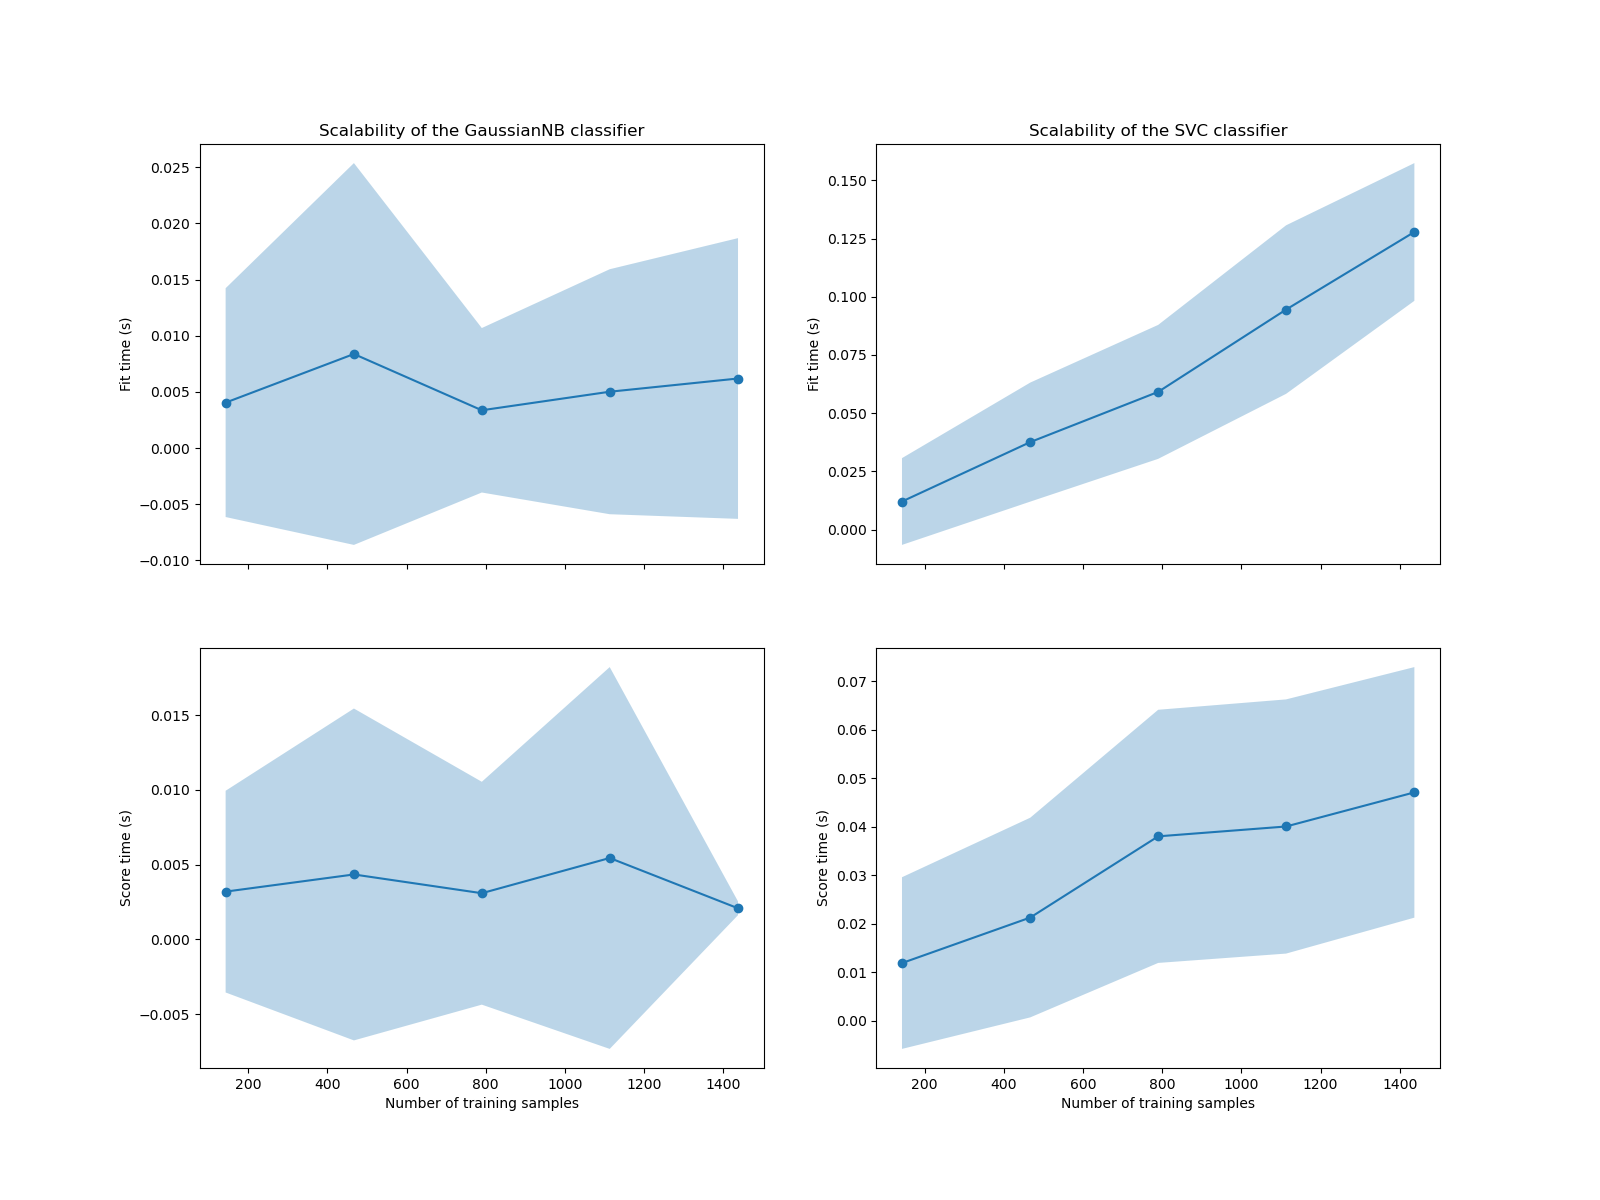 Scalability of the GaussianNB classifier
Fit time (s)
0.025
0.020
0.015
0.010
0.005
0.000
−0.005
−0.010
Scalability of the SVC classifier
Fit time (s)
0.150
0.125
0.100
0.075
0.050
0.025
0.000
Score time (s)
0.015
0.010
0.005
0.000
−0.005
200 400 600 800 1000 1200 1400
Number of training samples
Score time (s)
0.07
0.06
0.05
0.04
0.03
0.02
0.01
0.00
200 400 600 800 1000 1200 1400
Number of training samples